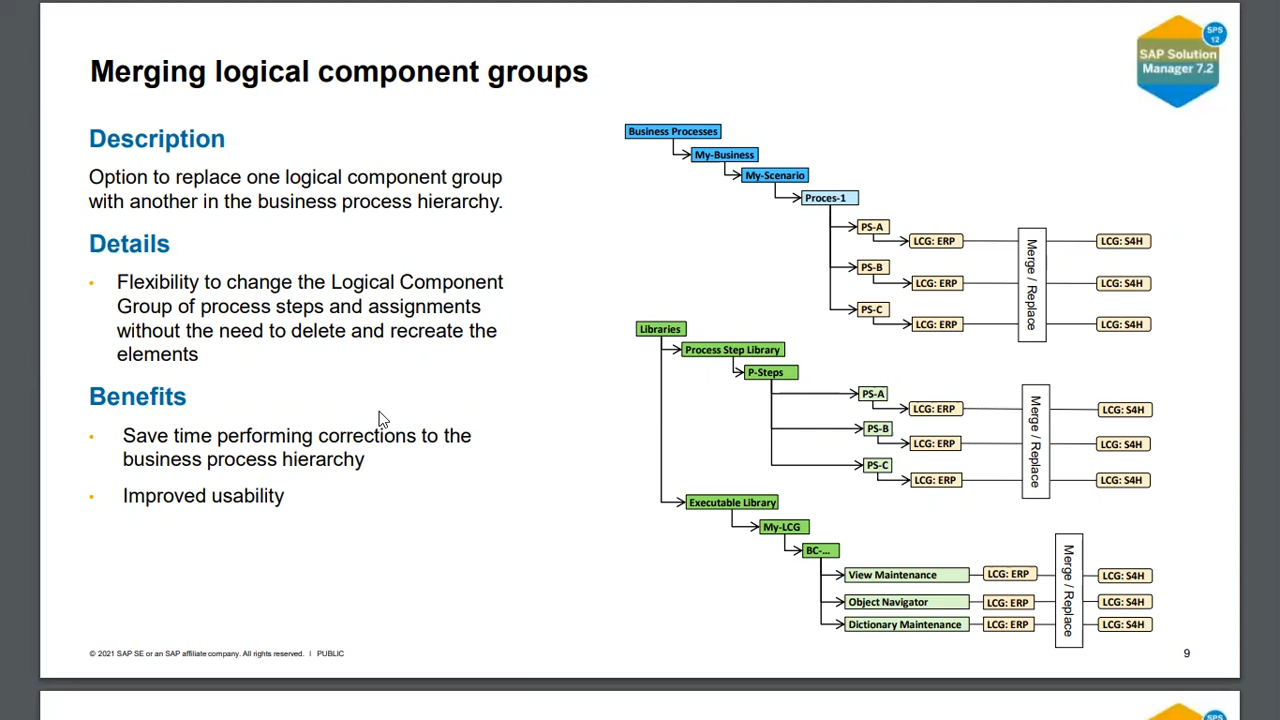 Merging logical component groups
SPS
12
SAP Solution
Manager 7.2
Description
Option to replace one logical component group
with another in the business process hierarchy.
Details
• Flexibility to change the Logical Component
Group of process steps and assignments
without the need to delete and recreate the
elements
Benefits
• Save time performing corrections to the
business process hierarchy
• Improved usability
Business Processes
My-Business
My-Scenario
Proces-1
PS-A
LCG: ERP
LCG: S4H
PS-B
LCG: ERP
LCG: S4H
PS-C
LCG: ERP
LCG: S4H
Merge / Replace
Libraries
Process Step Library
P-Steps
PS-A
LCG: ERP
LCG: S4H
PS-B
LCG: ERP
LCG: S4H
PS-C
LCG: ERP
LCG: S4H
Merge / Replace
Executable Library
My-LCG
BC-...
View Maintenance
LCG: ERP
LCG: S4H
Object Navigator
LCG: ERP
LCG: S4H
Dictionary Maintenance
LCG: ERP
LCG: S4H
Merge / Replace
© 2021 SAP SE or an SAP affiliate company. All rights reserved. I PUBLIC
9
SPS